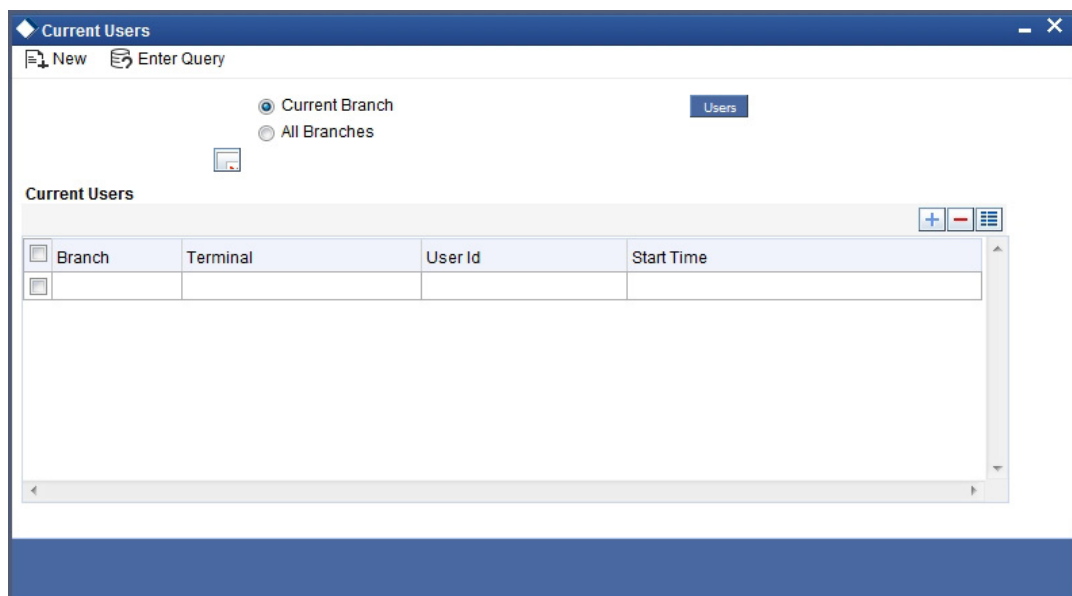 Current Users
New Enter Query
Current Branch Users
All Branches
Current Users
Branch Terminal User Id Start Time